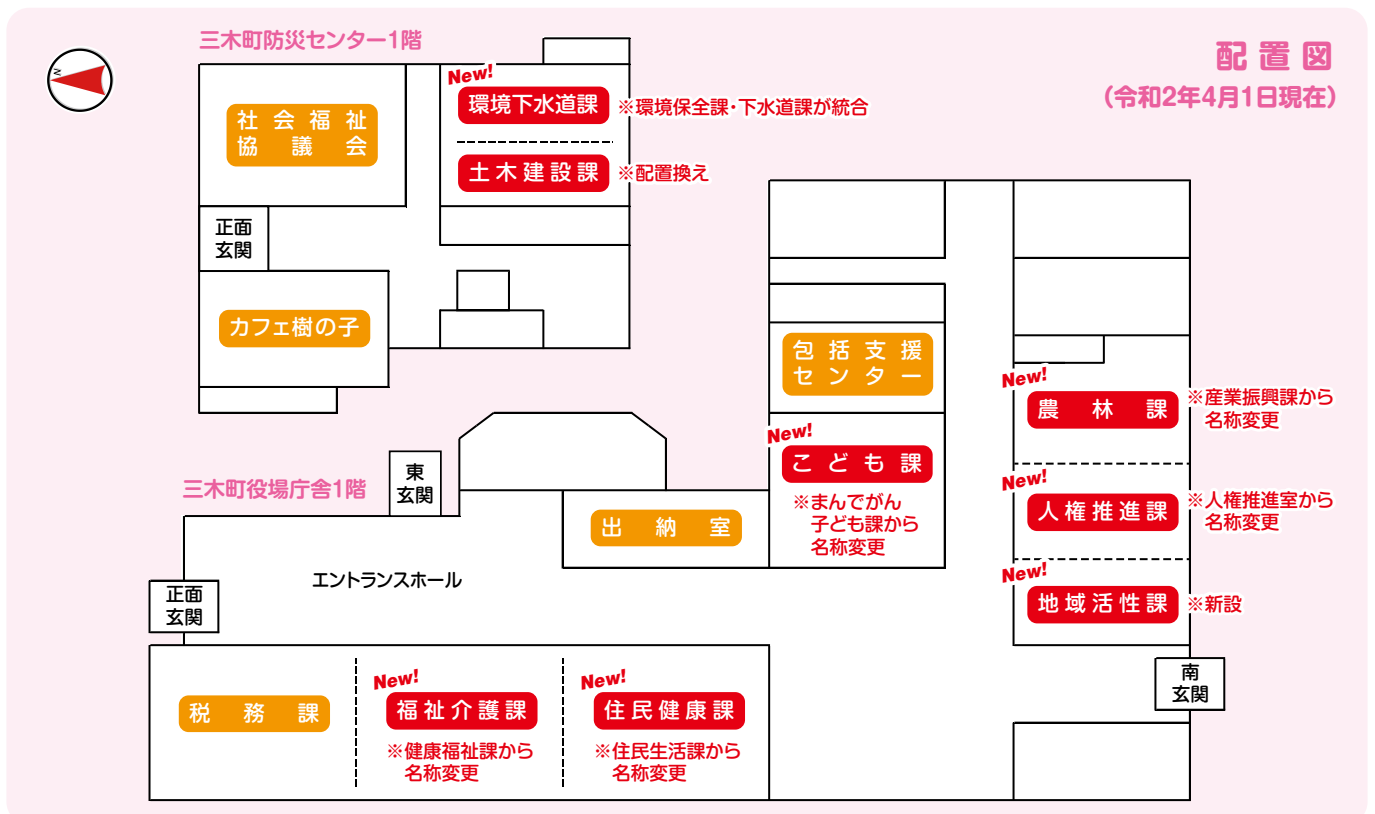 配置図
（令和2年4月1日現在）
N
三木町防災センター1階
社会福祉
協議会
New!
環境下水道課
※環境保全課・下水道課が統合
土木建設課
※配置換え
正面
玄関
カフェ樹の子
三木町役場庁舎1階
東
玄関
出納室
包括支援
センター
New!
こども課
※まんでがん
子ども課から
名称変更
New!
農林課
※産業振興課から
名称変更
New!
人権推進課
※人権推進室から
名称変更
New!
地域活性課
※新設
エントランスホール
正面
玄関
税務課
New!
福祉介護課
※健康福祉課から
名称変更
New!
住民健康課
※住民生活課から
名称変更
南
玄関